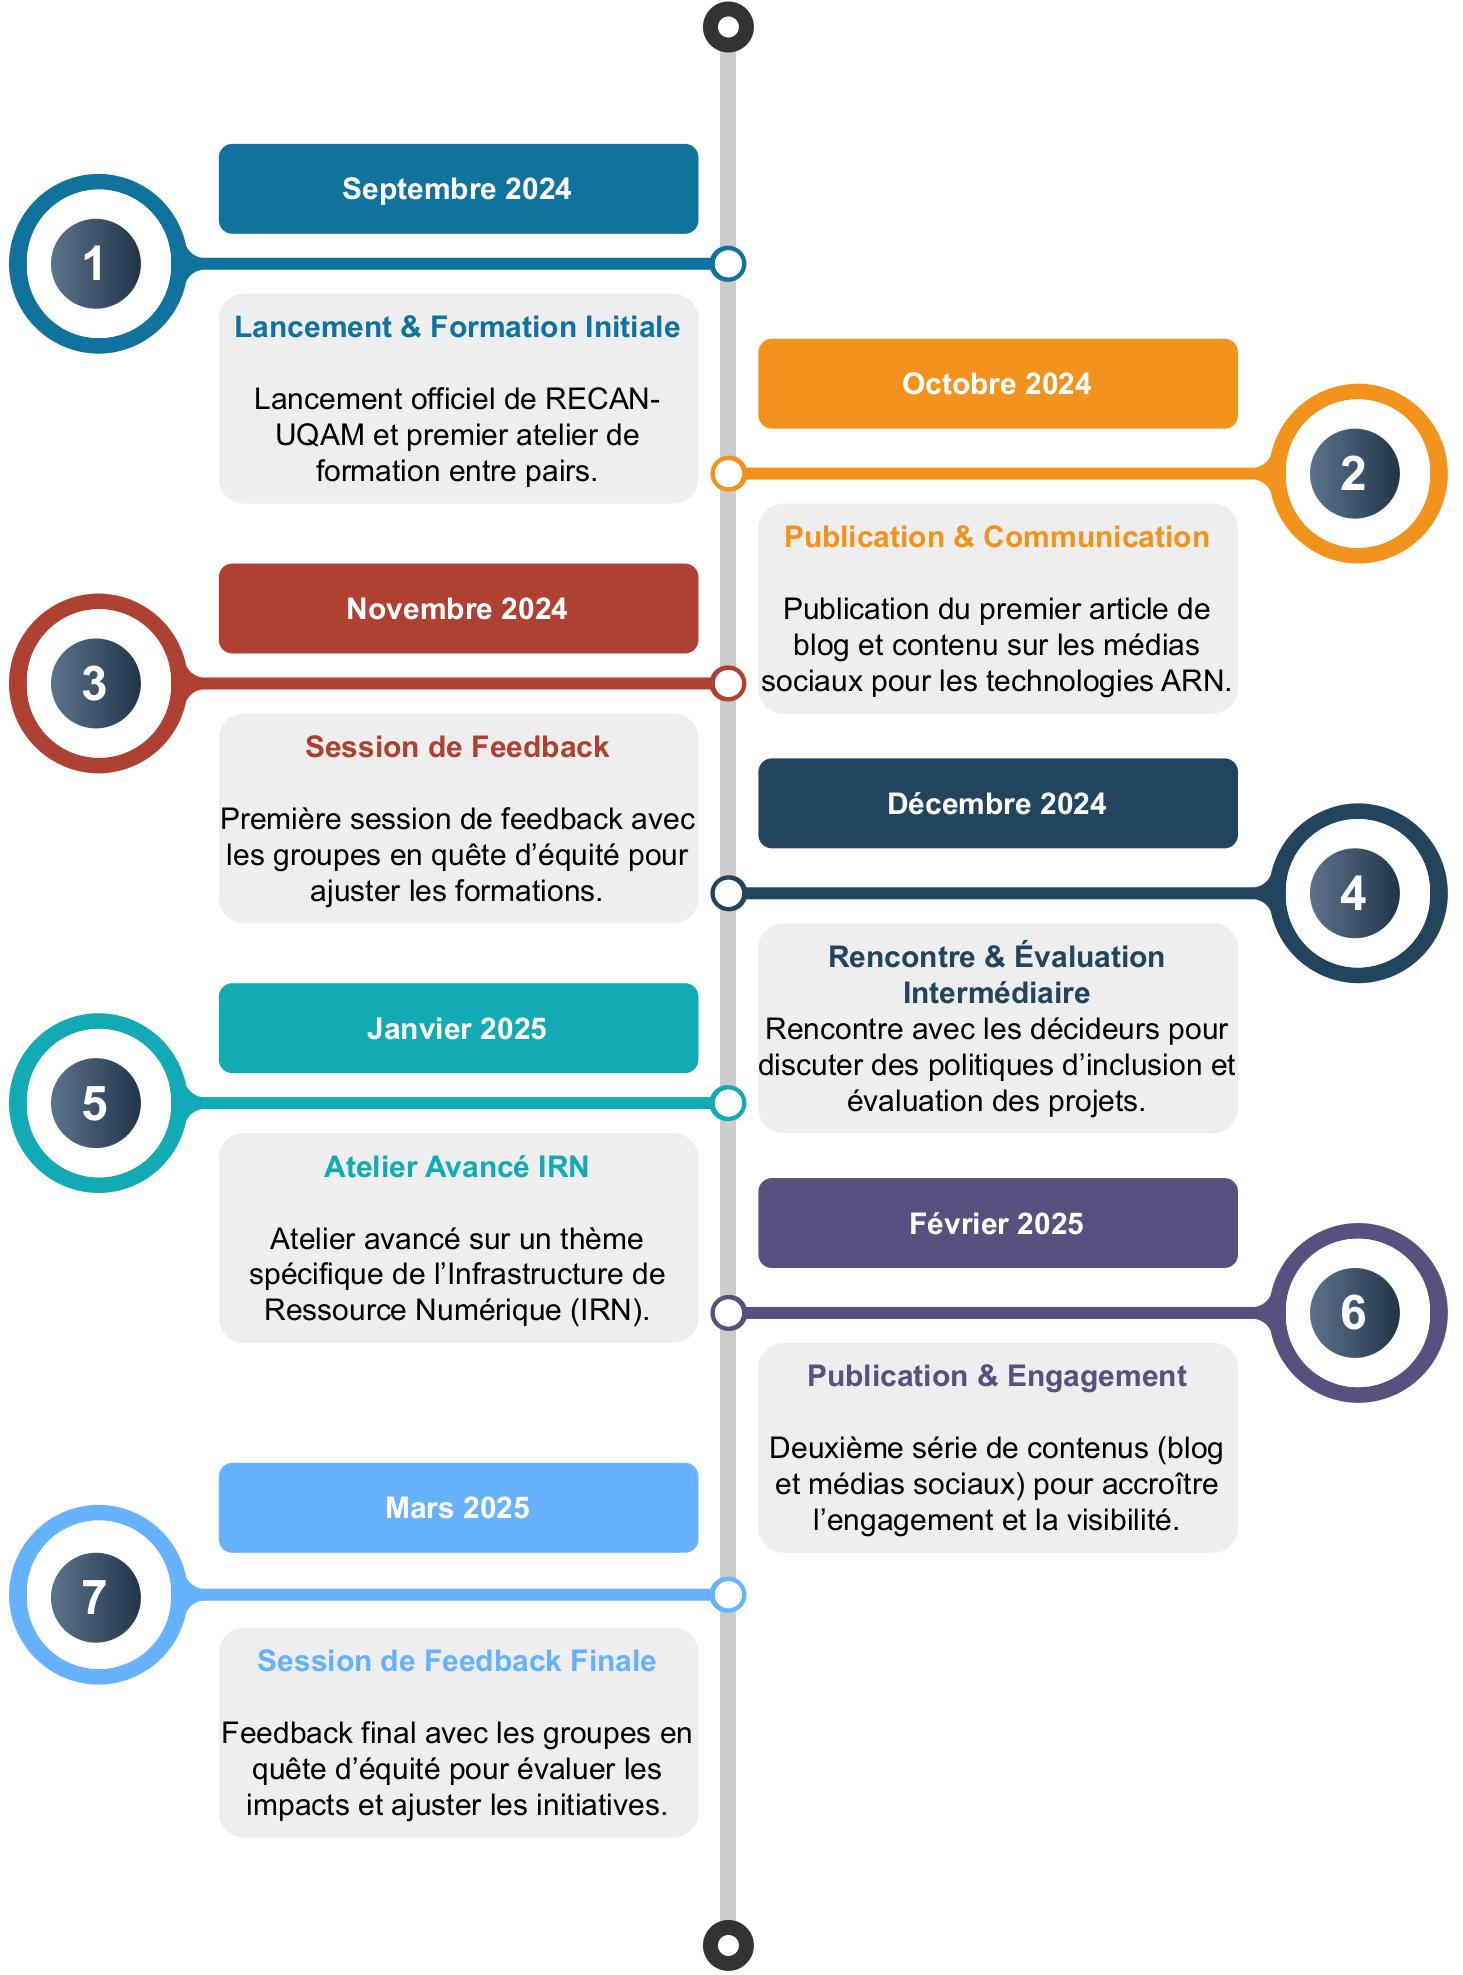 Septembre 2024
1
Lancement & Formation Initiale
Lancement officiel de RECAN-
UQAM et premier atelier de
formation entre pairs.
Octobre 2024
2
Publication & Communication
Publication du premier article de
blog et contenu sur les médias
sociaux pour les technologies ARN.
Novembre 2024
3
Session de Feedback
Première session de feedback avec
les groupes en quête d’équité pour
ajuster les formations.
Décembre 2024
4
Rencontre & Évaluation
Intermédiaire
Rencontre avec les décideurs pour
discuter des politiques d’inclusion et
évaluation des projets.
Janvier 2025
5
Atelier Avancé IRN
Atelier avancé sur un thème
spécifique de l’Infrastructure de
Ressource Numérique (IRN).
Février 2025
6
Publication & Engagement
Deuxième série de contenus (blog
et médias sociaux) pour accroître
l’engagement et la visibilité.
Mars 2025
7
Session de Feedback Finale
Feedback final avec les groupes en
quête d’équité pour évaluer les
impacts et ajuster les initiatives.